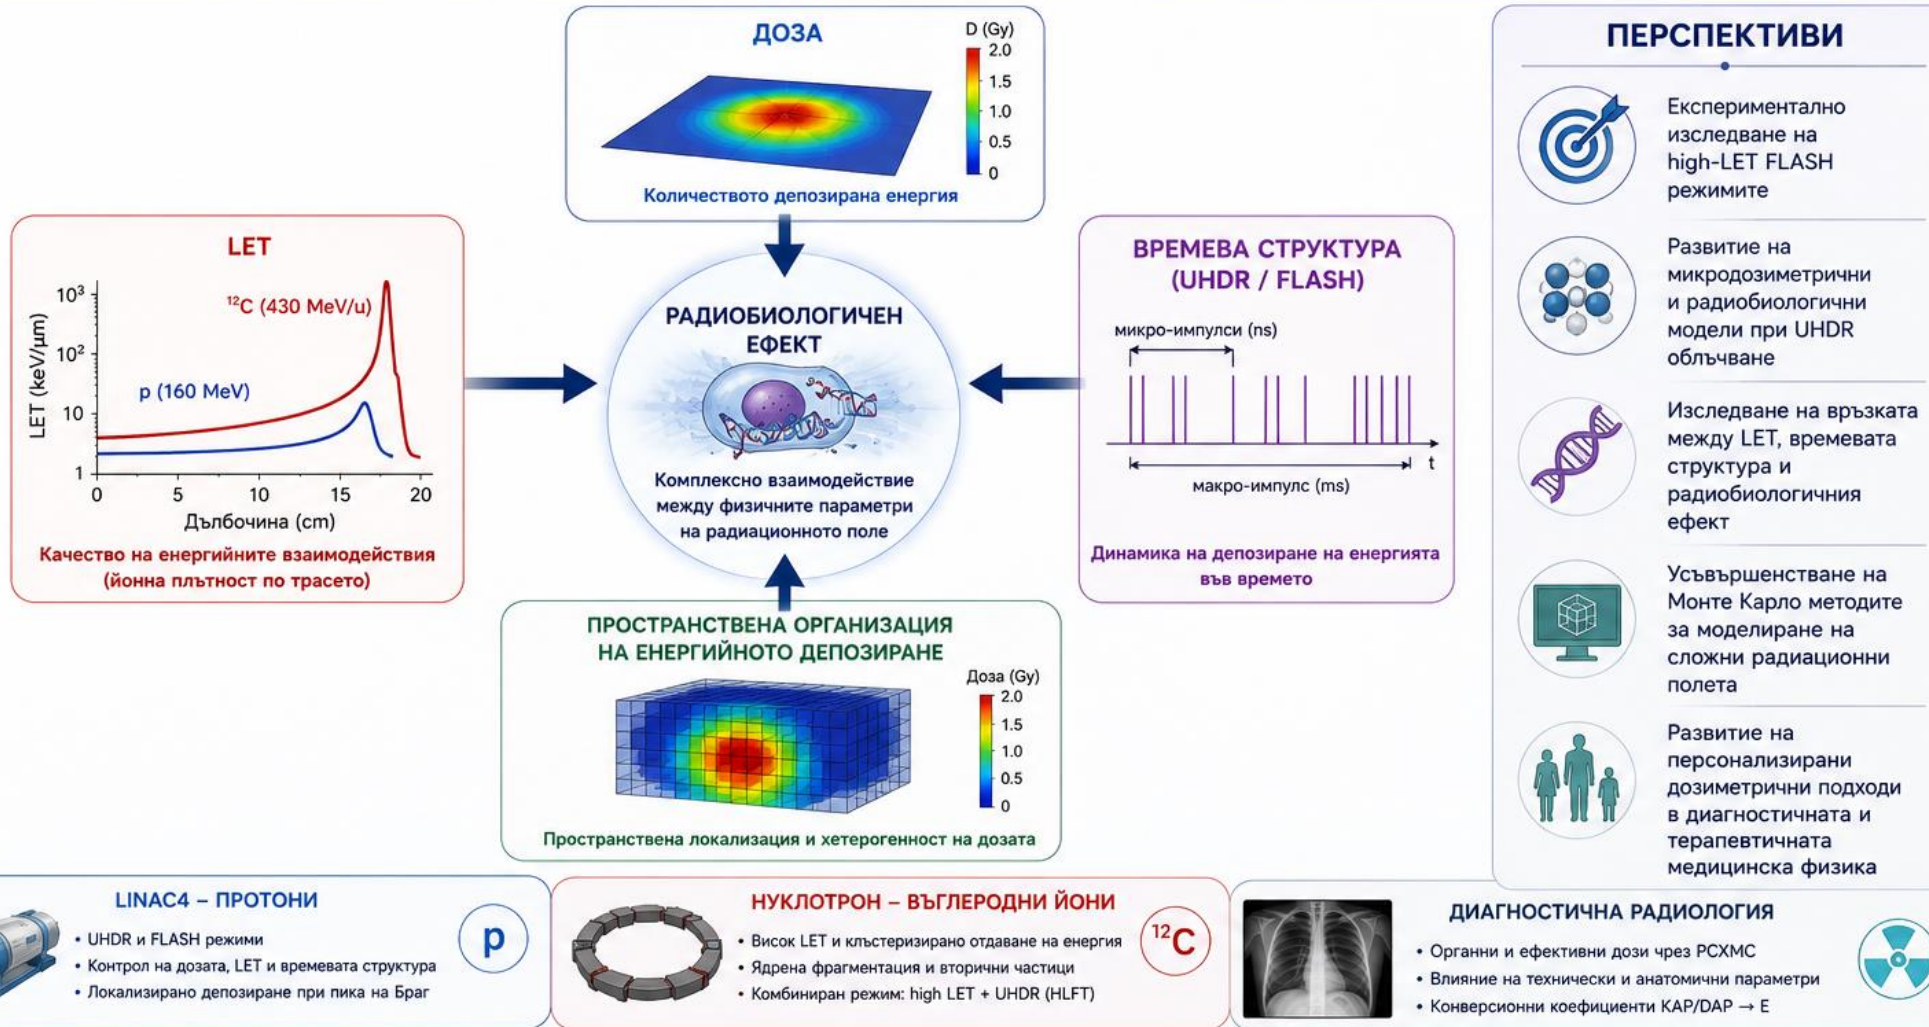 ДОЗА
D (Gy)
2.0
1.5
1.0
0.5
0
Количеството депозирана енергия
LET
LET (keV/μm)
10³
10²
10
1
¹²C (430 MeV/u)
p (160 MeV)
0 5 10 15 20
Дълбочина (cm)
Качество на енергийните взаимодействия
(йонна плътност по трасето)
РАДИОБИОЛОГИЧЕН
ЕФЕКТ
Комплексно взаимодействие
между физичните параметри
на радиационното поле
ВРЕМЕВА СТРУКТУРА
(UHDR / FLASH)
микро-импулси (ns)
t
макро-импулс (ms)
Динамика на депозиране на енергията
във времето
ПРОСТРАНСТВЕНА ОРГАНИЗАЦИЯ
НА ЕНЕРГИЙНОТО ДЕПОЗИРАНЕ
Доза (Gy)
2.0
1.5
1.0
0.5
0
Пространствена локализация и хетерогенност на дозата
ПЕРСПЕКТИВИ
Експериментално
изследване на
high-LET FLASH
режимите
Развитие на
микродозиметрични
и радиобиологични
модели при UHDR
облъчване
Изследване на връзката
между LET, времевата
структура и
радиобиологичния
ефект
Усъвършенстване на
Монте Карло методите
за моделиране на
сложни радиационни
полета
Развитие на
персонализирани
дозиметрични подходи
в диагностичната и
терапевтичната
медицинска физика
LINAC4 – ПРОТОНИ
• UHDR и FLASH режими
• Контрол на дозата, LET и времевата структура
• Локализирано депозиране при пика на Браг
p
НУКЛОТРОН – ВЪГЛЕРОДНИ ЙОНИ
• Висок LET и клъстеризирано отдаване на енергия
• Ядрена фрагментация и вторични частици
• Комбиниран режим: high LET + UHDR (HLFT)
¹²C
ДИАГНОСТИЧНА РАДИОЛОГИЯ
• Органни и ефективни дози чрез РСХМС
• Влияние на технически и анатомични параметри
• Конверсионни коефициенти KAP/DAP → E